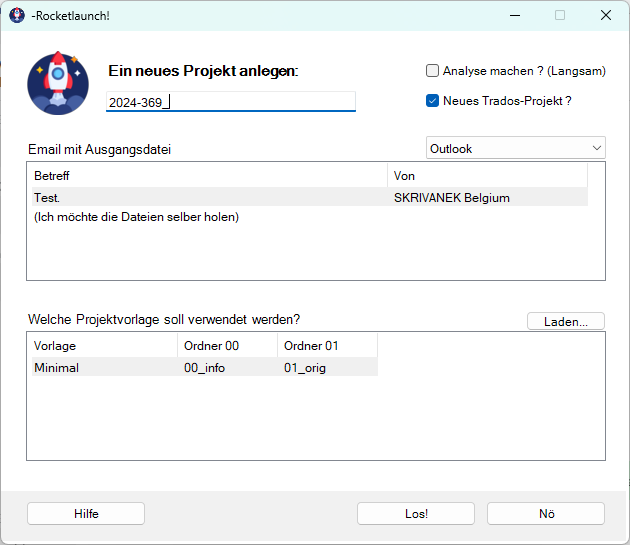 -Rocketlaunch!
Ein neues Projekt anlegen:
Analyse machen ? (Langsam)
2024-369_
Neues Trados-Projekt ?
Email mit Ausgangsdatei
Outlook
Betreff Von
Test. SKRIVANEK Belgium
(Ich möchte die Dateien selber holen)
Welche Projektvorlage soll verwendet werden?
Laden...
Vorlage Ordner 00 Ordner 01
Minimal 00_info 01_orig
Hilfe Los! Nö